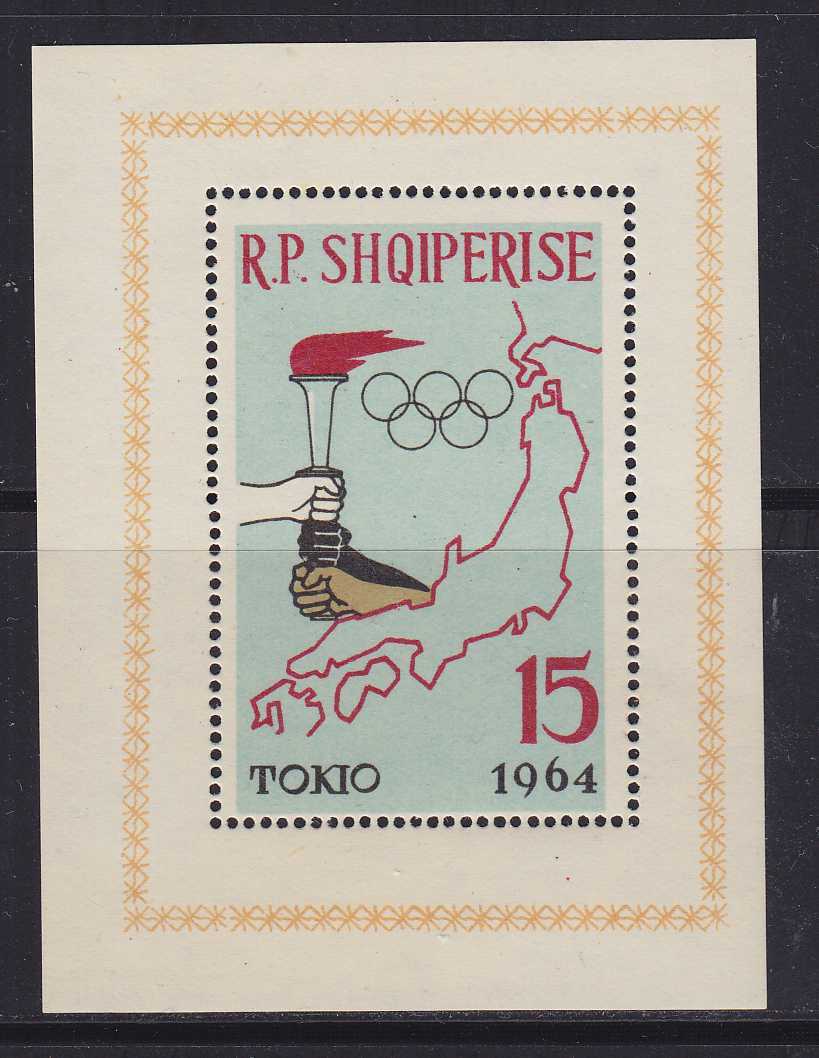 R.P. SHQIPERISE
15
TOKIO 1964